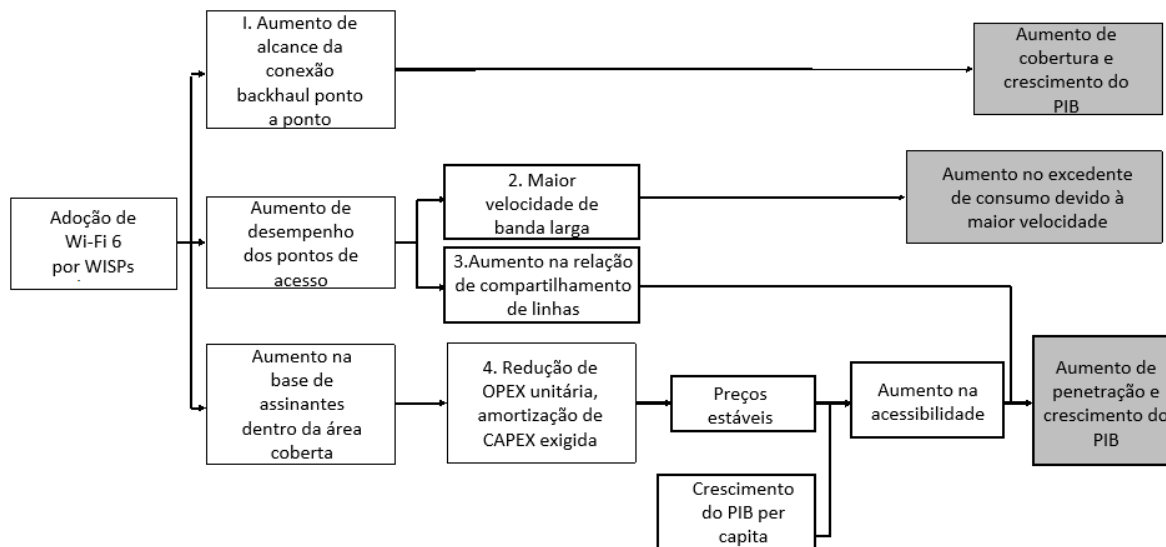 I. Aumento de
alcance da
conexão
backhaul ponto
a ponto
Aumento de
cobertura e
crescimento do
PIB
Adoção de
Wi-Fi 6
por WISPs
Aumento de
desempenho
dos pontos de
acesso
2. Maior
velocidade de
banda larga
Aumento no excedente
de consumo devido à
maior velocidade
3.Aumento na relação
de compartilhamento
de linhas
Aumento na
base de
assinantes
dentro da área
coberta
4. Redução de
OPEX unitária,
amortização de
CAPEX exigida
Preços
estáveis
Aumento na
acessibilidade
Aumento de
penetração e
crescimento do
PIB
Crescimento
do PIB per
capita